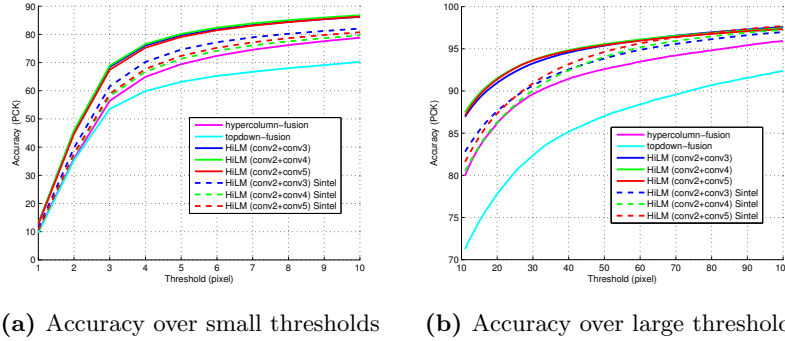 90
80
70
60
50
40
30
20
10
0
Accuracy (PCK)
hypercolumn−fusion
topdown−fusion
HiLM (conv2+conv3)
HiLM (conv2+conv4)
HiLM (conv2+conv5)
HiLM (conv2+conv3) Sintel
HiLM (conv2+conv4) Sintel
HiLM (conv2+conv5) Sintel
1 2 3 4 5 6 7 8 9 10
Threshold (pixel)
(a) Accuracy over small thresholds
100
95
90
85
80
75
70
Accuracy (PCK)
hypercolumn−fusion
topdown−fusion
HiLM (conv2+conv3)
HiLM (conv2+conv4)
HiLM (conv2+conv5)
HiLM (conv2+conv3) Sintel
HiLM (conv2+conv4) Sintel
HiLM (conv2+conv5) Sintel
10 20 30 40 50 60 70 80 90 100
Threshold (pixel)
(b) Accuracy over large threshold